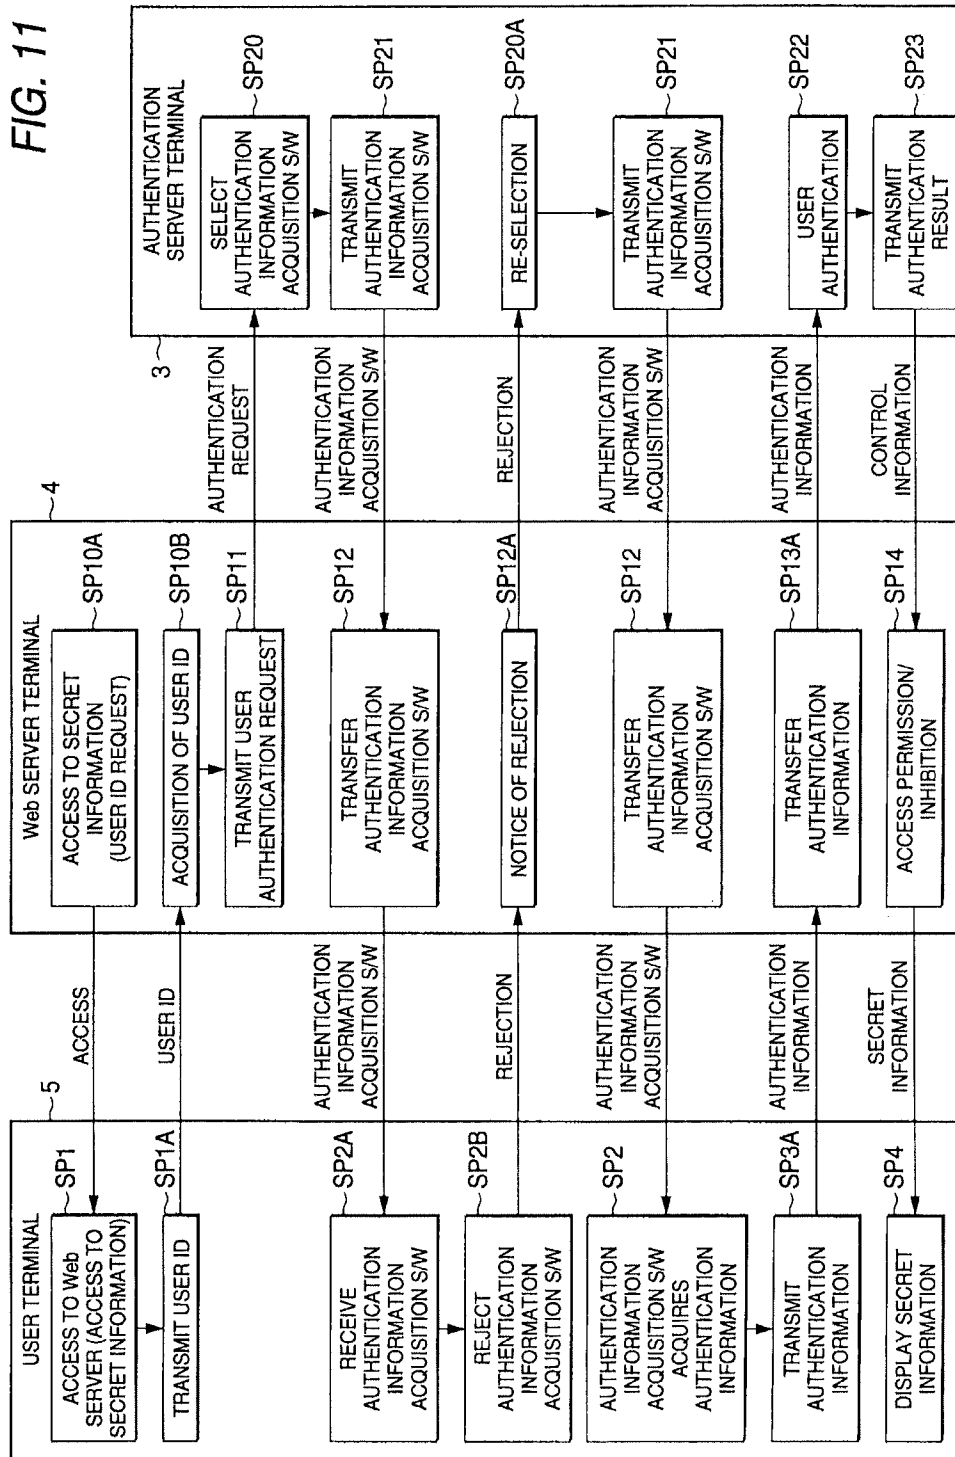 FIG. 11
USER TERMINAL
5
SP1
ACCESS TO Web
SERVER (ACCESS TO
SECRET INFORMATION)
SP1A
TRANSMIT USER ID
SP2A
RECEIVE
AUTHENTICATION
INFORMATION
ACQUISITION S/W
SP2B
REJECT
AUTHENTICATION
INFORMATION
ACQUISITION S/W
SP2
AUTHENTICATION
INFORMATION
ACQUISITION S/W
ACQUIRES
AUTHENTICATION
INFORMATION
SP3A
TRANSMIT
AUTHENTICATION
INFORMATION
SP4
DISPLAY SECRET
INFORMATION
ACCESS
USER ID
AUTHENTICATION
INFORMATION
ACQUISITION S/W
REJECTION
AUTHENTICATION
INFORMATION
ACQUISITION S/W
AUTHENTICATION
INFORMATION
SECRET
INFORMATION
Web SERVER TERMINAL
4
SP10A
ACCESS TO SECRET
INFORMATION
(USER ID REQUEST)
SP10B
ACQUISITION OF USER ID
SP11
TRANSMIT USER
AUTHENTICATION REQUEST
SP12
TRANSFER
AUTHENTICATION
INFORMATION
ACQUISITION S/W
SP12A
NOTICE OF REJECTION
SP12
TRANSFER
AUTHENTICATION
INFORMATION
ACQUISITION S/W
SP13A
TRANSFER
AUTHENTICATION
INFORMATION
SP14
ACCESS PERMISSION/
INHIBITION
AUTHENTICATION
REQUEST
AUTHENTICATION
INFORMATION
ACQUISITION S/W
REJECTION
AUTHENTICATION
INFORMATION
ACQUISITION S/W
AUTHENTICATION
INFORMATION
CONTROL
INFORMATION
AUTHENTICATION
SERVER TERMINAL
3
SP20
SELECT
AUTHENTICATION
INFORMATION
ACQUISITION S/W
SP21
TRANSMIT
AUTHENTICATION
INFORMATION
ACQUISITION S/W
SP20A
RE-SELECTION
SP21
TRANSMIT
AUTHENTICATION
INFORMATION
ACQUISITION S/W
SP22
USER
AUTHENTICATION
SP23
TRANSMIT
AUTHENTICATION
RESULT